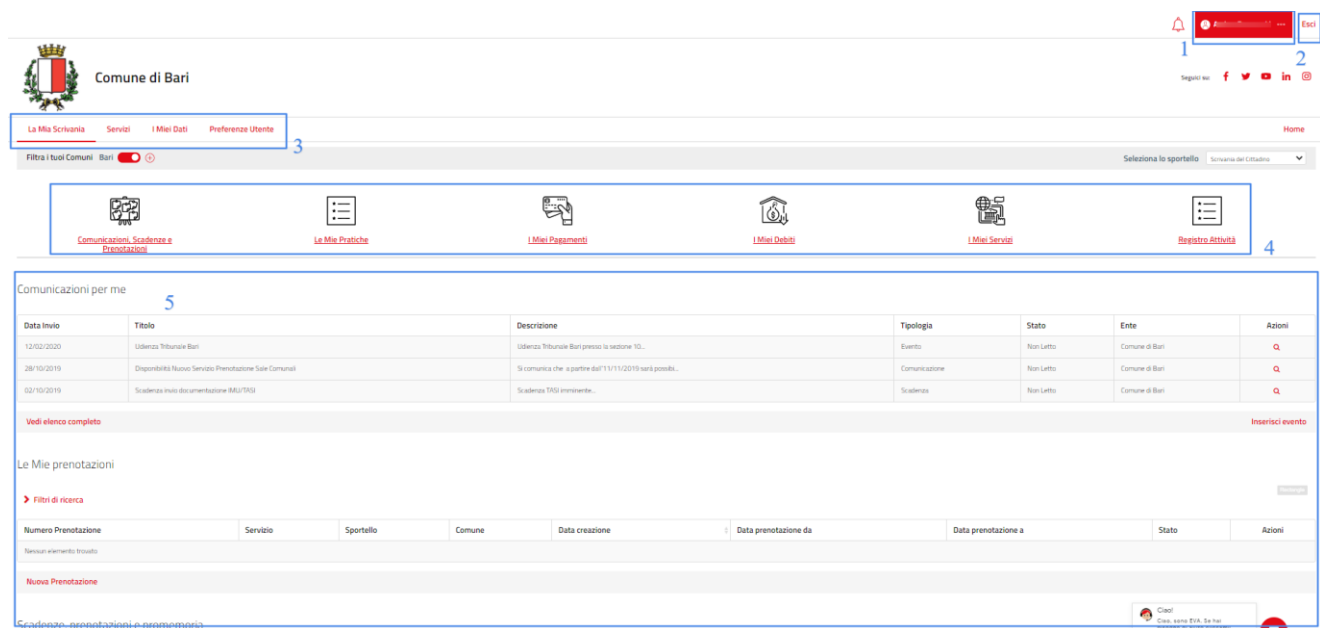 Esci
1
2
Comune di Bari
Seguici su:
La Mia Scrivania Servizi I Miei Dati Preferenze Utente Home
3
Filtra i tuoi Comuni Bari Seleziona lo sportello Scrivania del Cittadino
Comunicazioni, Scadenze e Prenotazioni
Le Mie Pratiche
I Miei Pagamenti
I Miei Debiti
I Miei Servizi
Registro Attività
4
Comunicazioni per me
5
Data Invio Titolo Descrizione Tipologia Stato Ente Azioni
12/02/2020 Udienza Tribunale Bari Udienza Tribunale Bari presso la sezione 10... Evento Non Letto Comune di Bari
28/10/2019 Disponibilità Nuovo Servizio Prenotazione Sale Comunali Si comunica che a partire dall'11/11/2019 sarà possibi... Comunicazione Non Letto Comune di Bari
02/10/2019 Scadenza invio documentazione IMU/TASI Scadenza TASI imminente... Scadenza Non Letto Comune di Bari
Vedi elenco completo Inserisci evento
Le Mie prenotazioni
Filtri di ricerca
Numero Prenotazione Servizio Sportello Comune Data creazione Data prenotazione da Data prenotazione a Stato Azioni
Nessun elemento trovato
Nuova Prenotazione
Ciao!
Ciao, sono EVA. Se hai
Scadenze, prenotazioni e promemoria